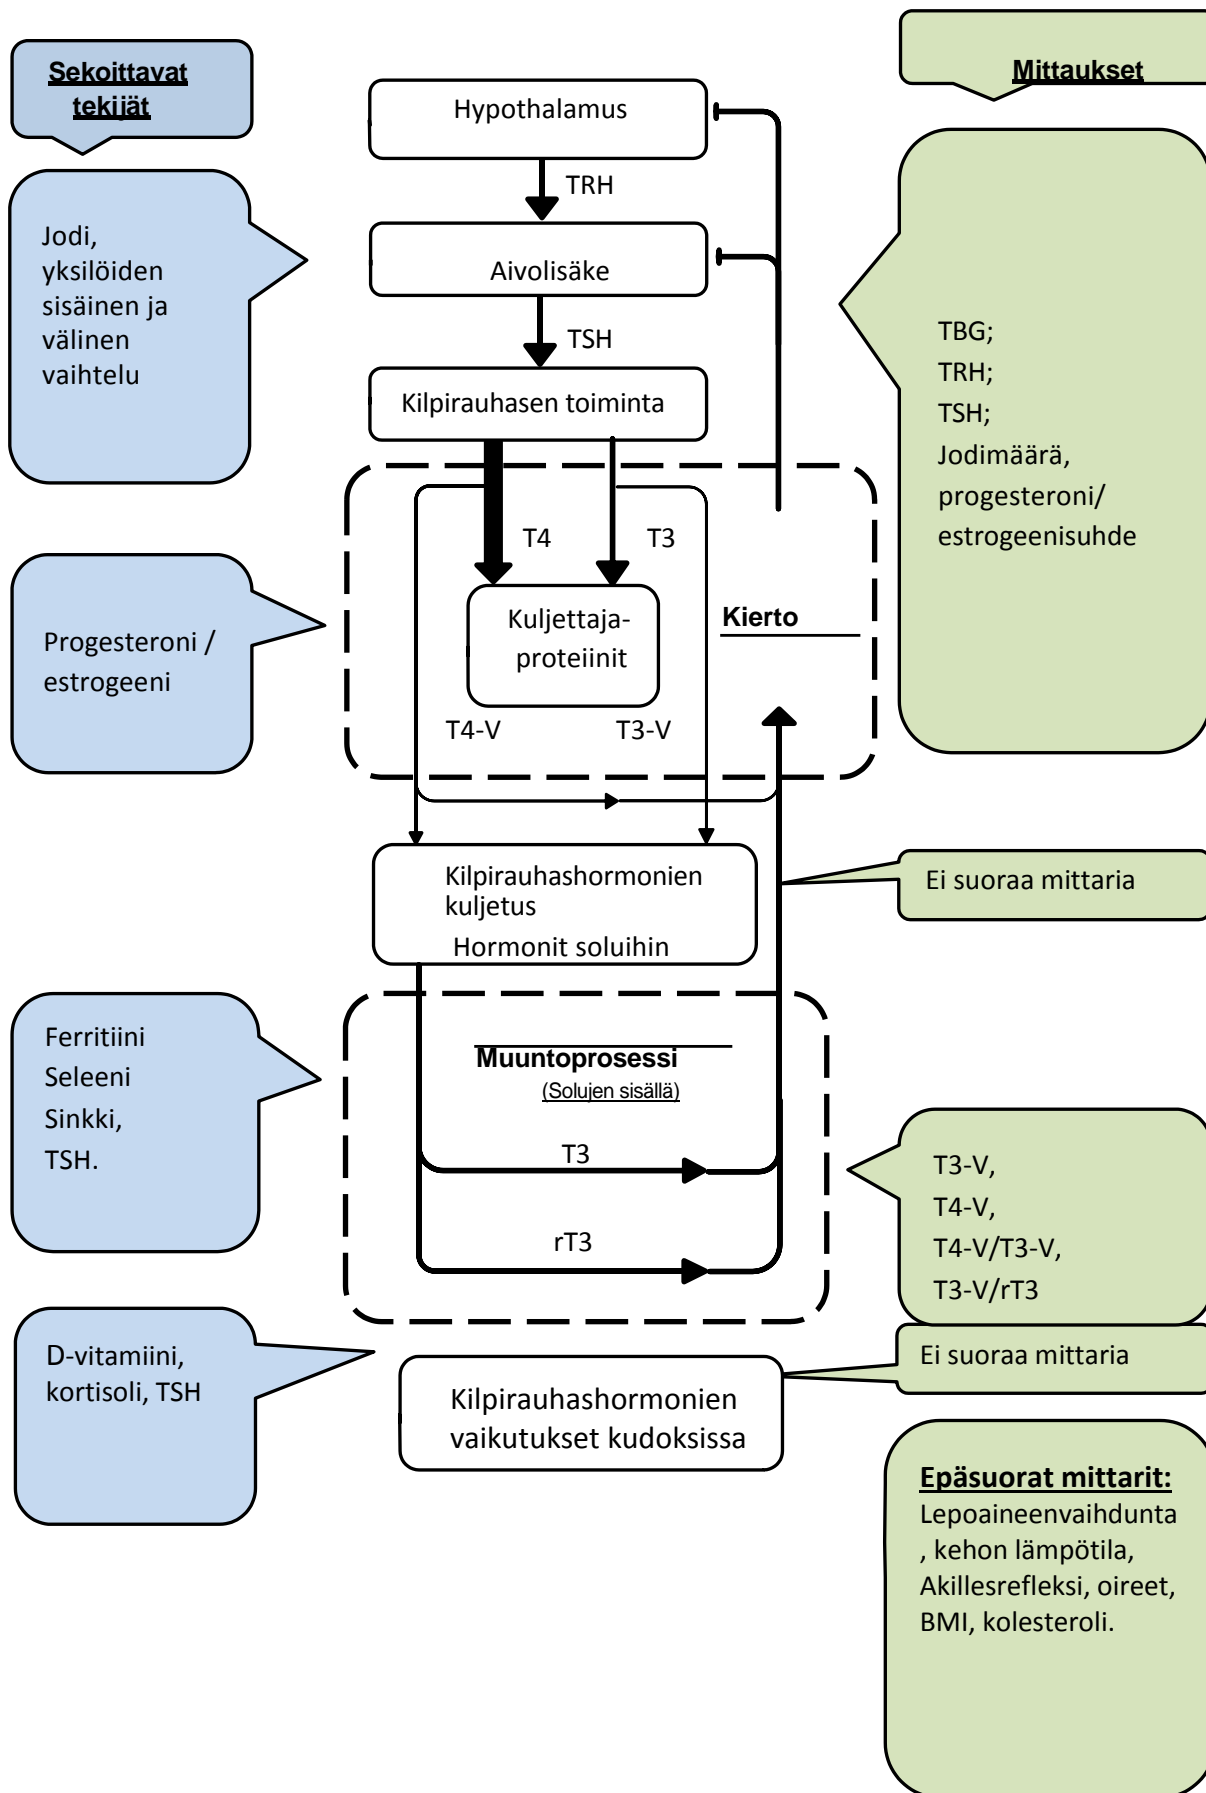 Sekoittavat
tekijät
Mittaukset
Hypothalamus
TRH
Jodi,
yksilöiden
sisäinen ja
välinen
vaihtelu
Aivolisäke
TSH
Kilpirauhasen toiminta
TBG;
TRH;
TSH;
Jodimäärä,
progesteroni/
estrogeenisuhde
T4
T3
Kuljettaja-
proteiinit
Kierto
Progesteroni /
estrogeeni
T4-V
T3-V
Kilpirauhashormonien
kuljetus
Hormonit soluihin
Ei suoraa mittaria
Ferritiini
Seleeni
Sinkki,
TSH.
Muuntoprosessi
(Solujen sisällä)
T3
rT3
T3-V,
T4-V,
T4-V/T3-V,
T3-V/rT3
D-vitamiini,
kortisoli, TSH
Kilpirauhashormonien
vaikutukset kudoksissa
Ei suoraa mittaria
Epäsuorat mittarit:
Lepoaineenvaihdunta
, kehon lämpötila,
Akillesrefleksi, oireet,
BMI, kolesteroli.